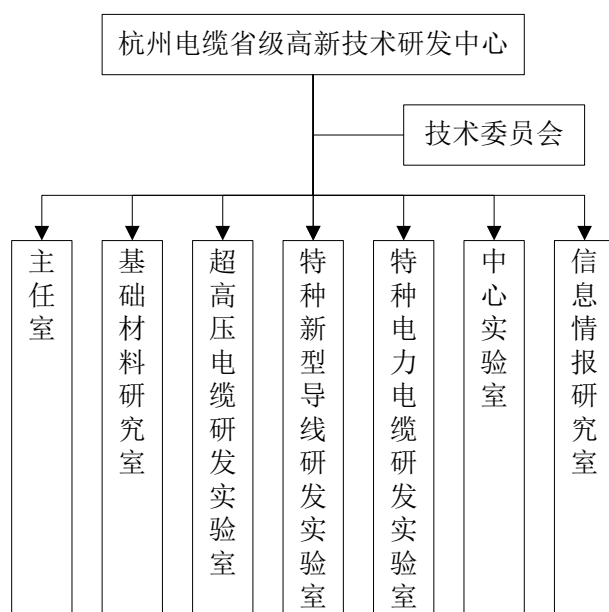 杭州电缆省级高新技术研发中心
技术委员会
主任室
基础材料研究室
超高压电缆研发实验室
特种新型导线研发实验室
特种电力电缆研发实验室
中心实验室
信息情报研究室